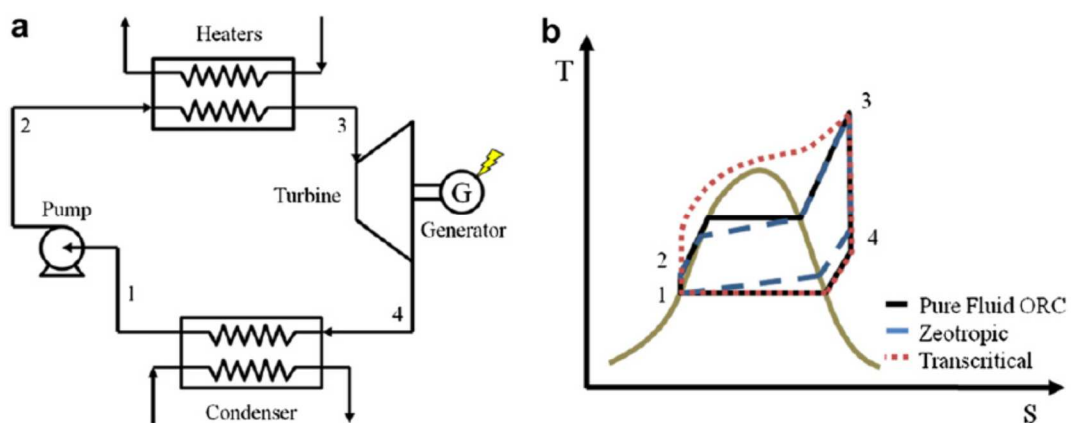 a
Heaters
2
3
Turbine
G
Generator
Pump
1
4
Condenser
b
T
3
4
2
1
Pure Fluid ORC
Zeotropic
Transcritical
S